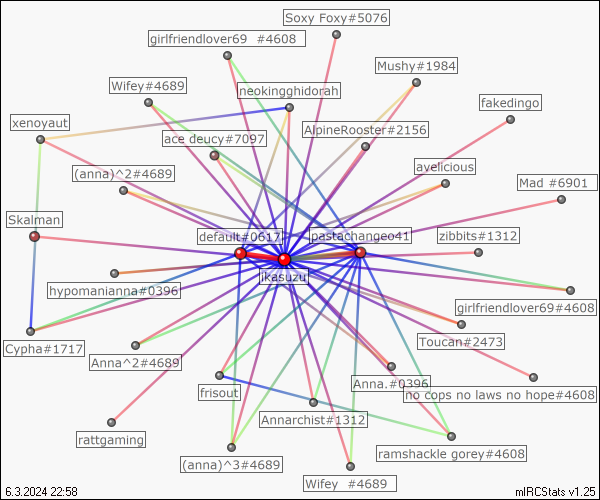 Soxy Foxy#5076
girlfriendlover69  #4608
Mushy#1984
Wifey#4689
neokingghidorah
fakedingo
xenoyaut
AlpineRooster#2156
ace deucy#7097
avelicious
(anna)^2#4689
Mad #6901
Skalman
default#0617
pastachangeo41
zibbits#1312
jkasuzu
hypomanianna#0396
girlfriendlover69#4608
Toucan#2473
Cypha#1717
Anna^2#4689
Anna.#0396
frisout
no cops no laws no hope#4608
Annarchist#1312
rattgaming
ramshackle gorey#4608
(anna)^3#4689
Wifey  #4689
6.3.2024 22:58
mIRCStats v1.25